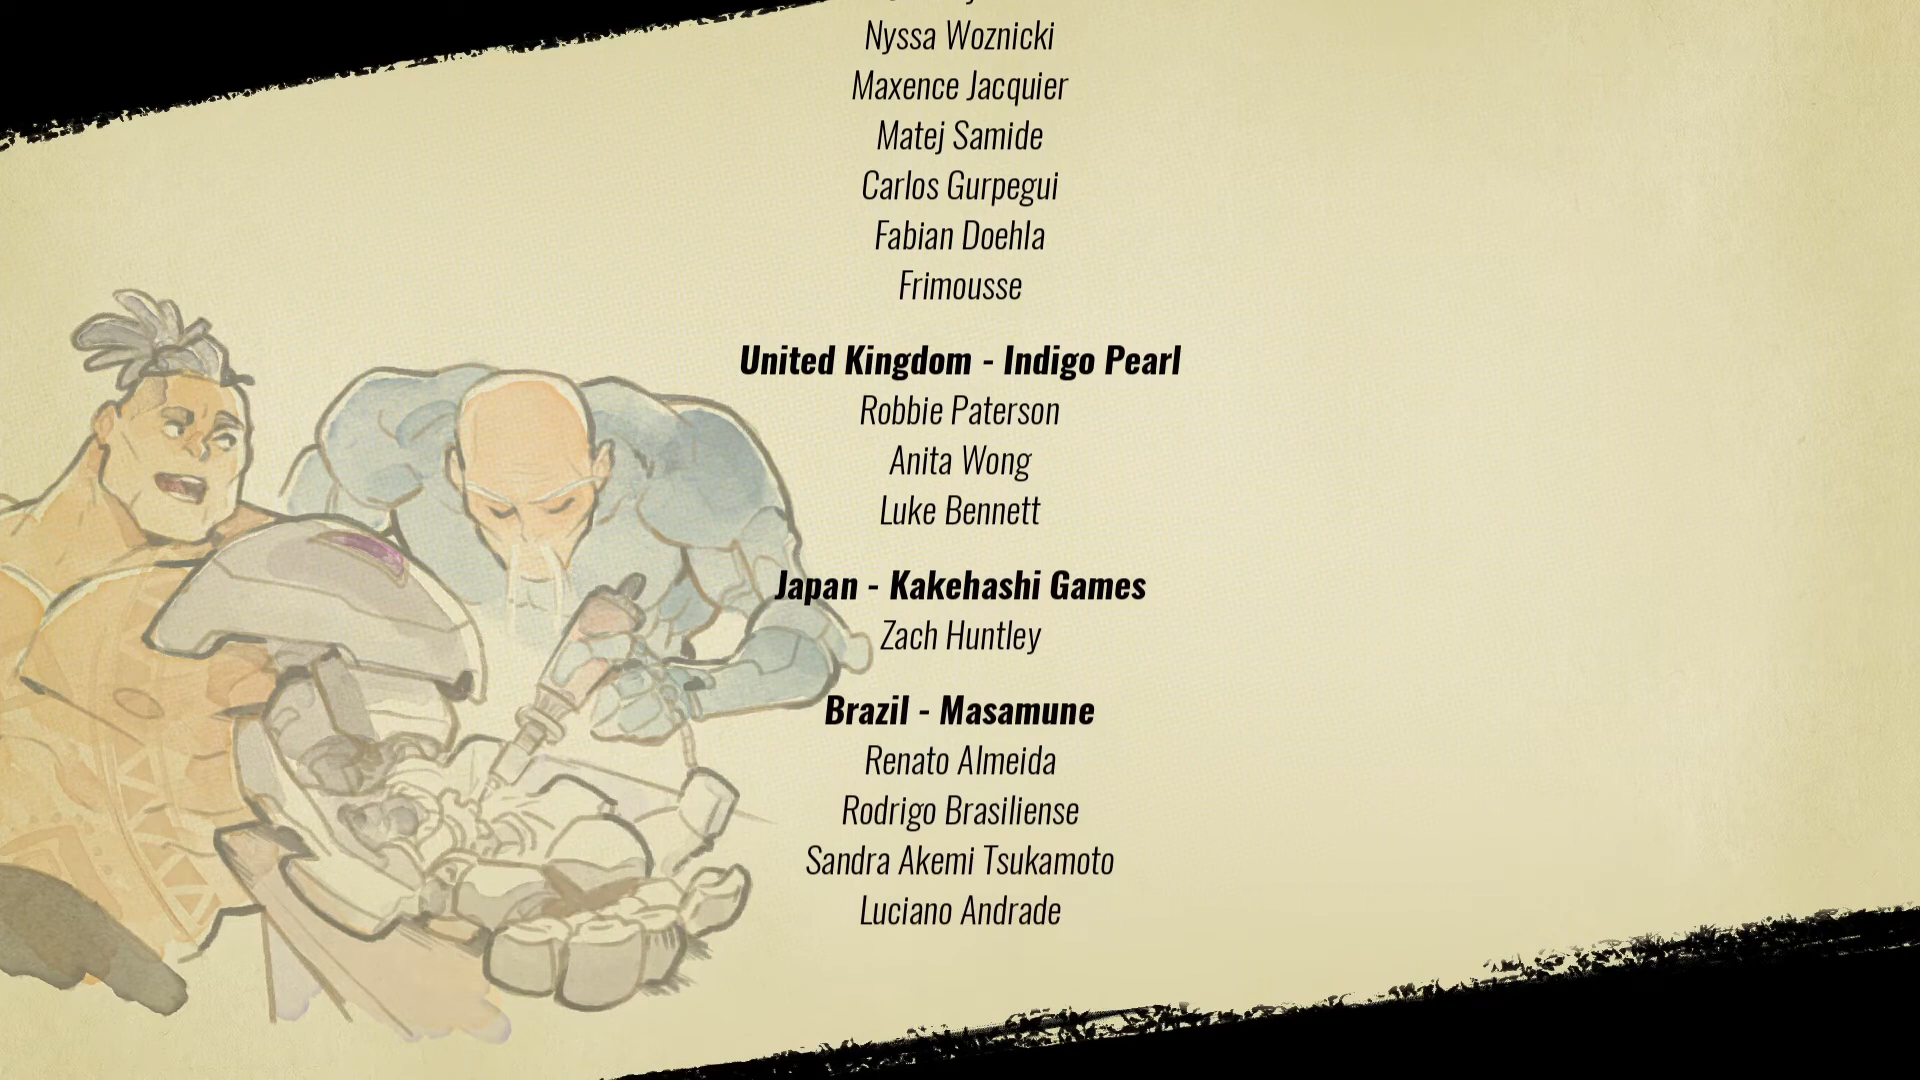 Nyssa Woznicki
Maxence Jacquier
Matej Samide
Carlos Gurpegui
Fabian Doehla
Frimousse
United Kingdom - Indigo Pearl
Robbie Paterson
Anita Wong
Luke Bennett
Japan - Kakehashi Games
Zach Huntley
Brazil - Masamune
Renato Almeida
Rodrigo Brasiliense
Sandra Akemi Tsukamoto
Luciano Andrade